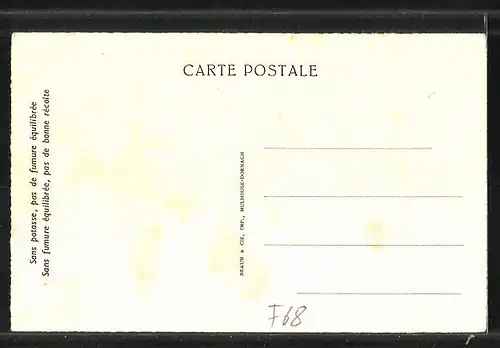 CARTE POSTALE
Sans potasse, pas de fumure équilibrée
Sans fumure équilibrée, pas de bonne récolte
BRAUN & CIE, IMP., MULHOUSE-DORNACH
F68